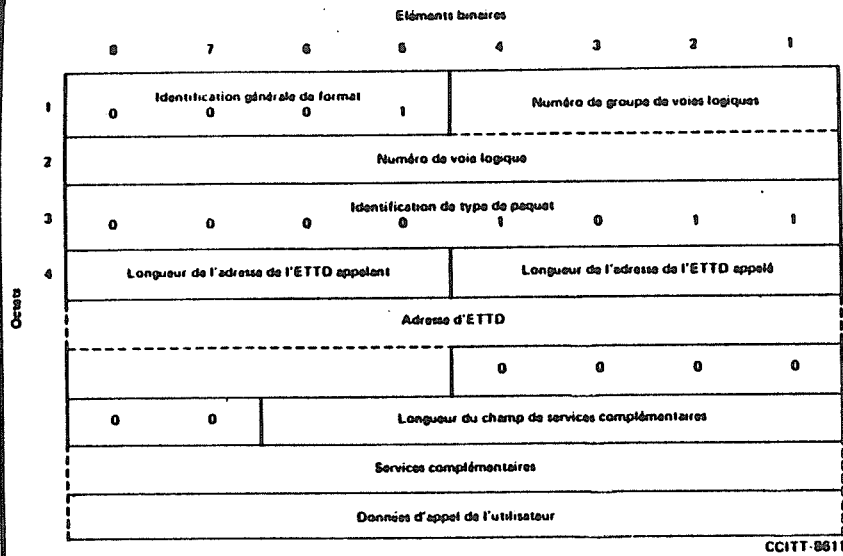 Eléments binaires
8 7 6 5 4 3 2 1
1
Identification générale de format
0 0 0 1
Numéro de groupe de voies logiques
2
Numéro de voie logique
3
Identification de type de paquet
0 0 0 0 1 0 1 1
4
Longueur de l'adresse de l'ETTD appelant
Longueur de l'adresse de l'ETTD appelé
Octets
Adresse d'ETTD
0 0 0 0
0 0
Longueur du champ de services complémentaires
Services complémentaires
Données d'appel de l'utilisateur
CCITT-8611